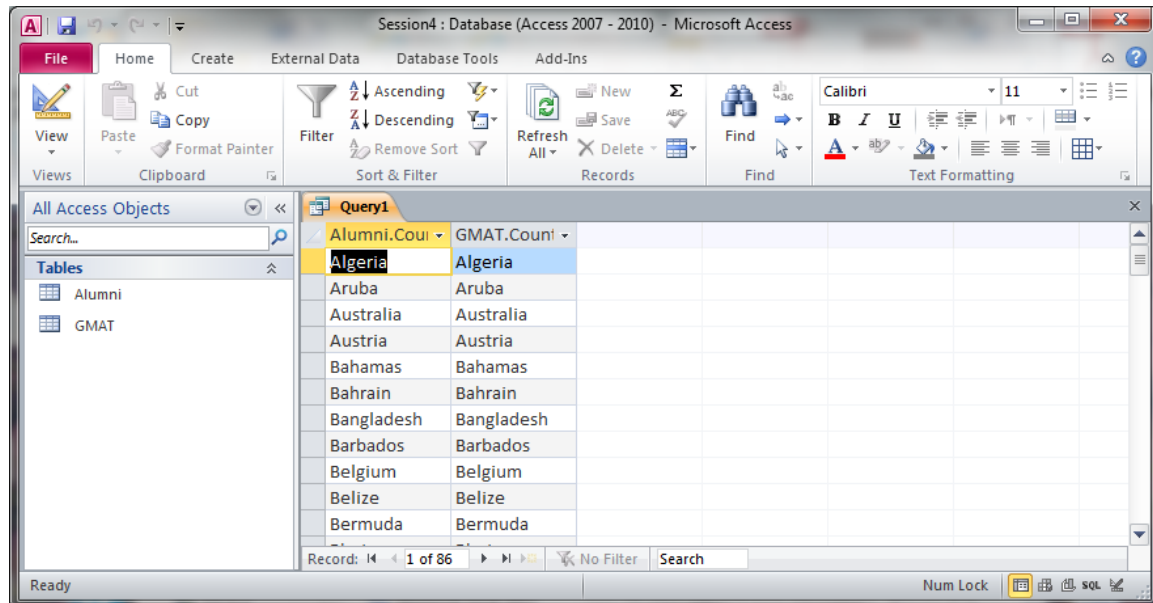 A Session4 : Database (Access 2007 - 2010) - Microsoft Access
File Home Create External Data Database Tools Add-Ins
View
Views
Paste
Cut
Copy
Format Painter
Clipboard
Filter
Ascending
Descending
Remove Sort
Sort & Filter
Refresh
All
New
Save
Delete
Records
Find
Find
Calibri 11
B I U
A
Text Formatting
All Access Objects
Search...
Tables
Alumni
GMAT
Query1
Alumni.Cour GMAT.Count
Algeria Algeria
Aruba Aruba
Australia Australia
Austria Austria
Bahamas Bahamas
Bahrain Bahrain
Bangladesh Bangladesh
Barbados Barbados
Belgium Belgium
Belize Belize
Bermuda Bermuda
Record: 1 of 86 No Filter Search
Ready Num Lock SQL